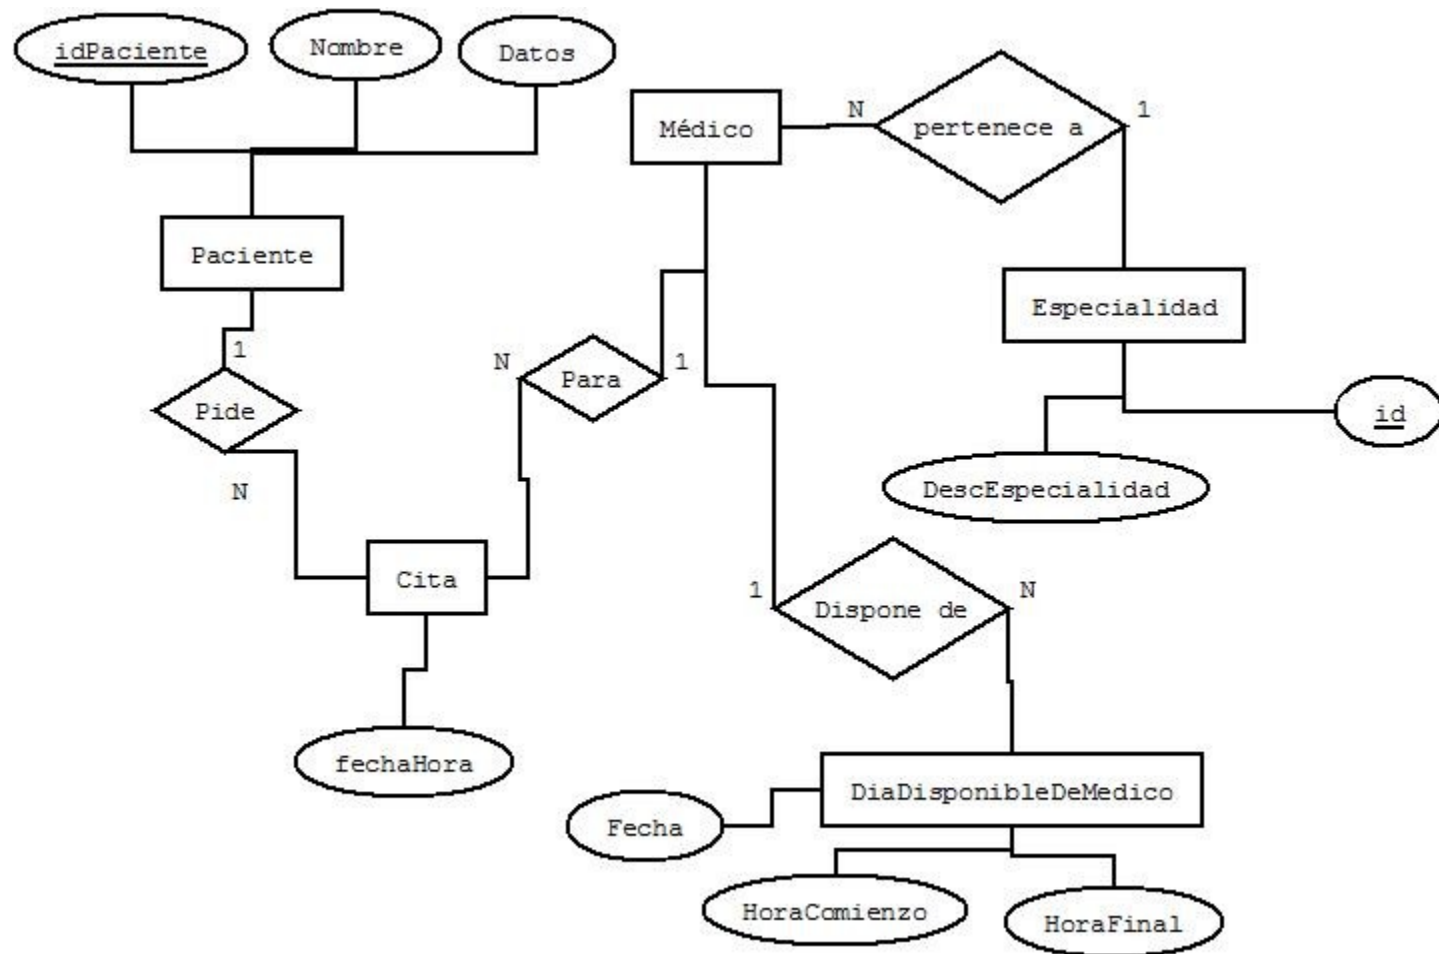 idPaciente
Nombre
Datos
Médico
N
pertenece a
1
Paciente
Especialidad
1
N
Para
1
Pide
id
N
DescEspecialidad
Cita
1
Dispone de
N
fechaHora
DiaDisponibleDeMedico
Fecha
HoraComienzo
HoraFinal